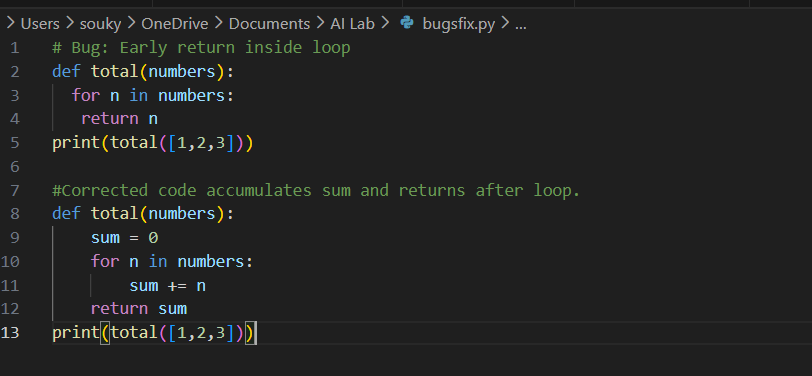 > Users > souky > OneDrive > Documents > AI Lab > bugsfix.py > ...
1 # Bug: Early return inside loop
2 def total(numbers):
3   for n in numbers:
4    return n
5 print(total([1,2,3]))
6
7 #Corrected code accumulates sum and returns after loop.
8 def total(numbers):
9     sum = 0
10     for n in numbers:
11         sum += n
12     return sum
13 print(total([1,2,3]))